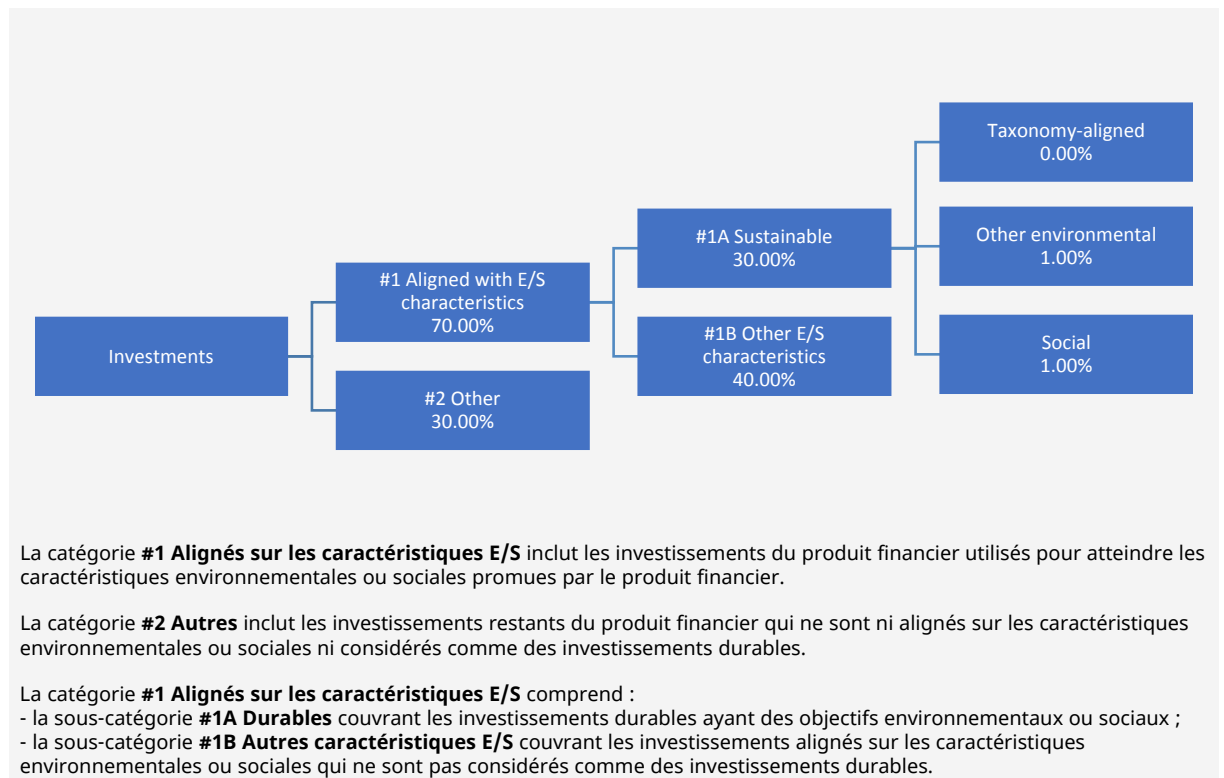 Taxonomy-aligned
0.00%
#1A Sustainable
30.00%
Other environmental
1.00%
#1 Aligned with E/S
characteristics
70.00%
Investments
#1B Other E/S
characteristics
40.00%
Social
1.00%
#2 Other
30.00%
La catégorie #1 Alignés sur les caractéristiques E/S inclut les investissements du produit financier utilisés pour atteindre les
caractéristiques environnementales ou sociales promues par le produit financier.
La catégorie #2 Autres inclut les investissements restants du produit financier qui ne sont ni alignés sur les caractéristiques
environnementales ou sociales ni considérés comme des investissements durables.
La catégorie #1 Alignés sur les caractéristiques E/S comprend :
- la sous-catégorie #1A Durables couvrant les investissements durables ayant des objectifs environnementaux ou sociaux ;
- la sous-catégorie #1B Autres caractéristiques E/S couvrant les investissements alignés sur les caractéristiques
environnementales ou sociales qui ne sont pas considérés comme des investissements durables.